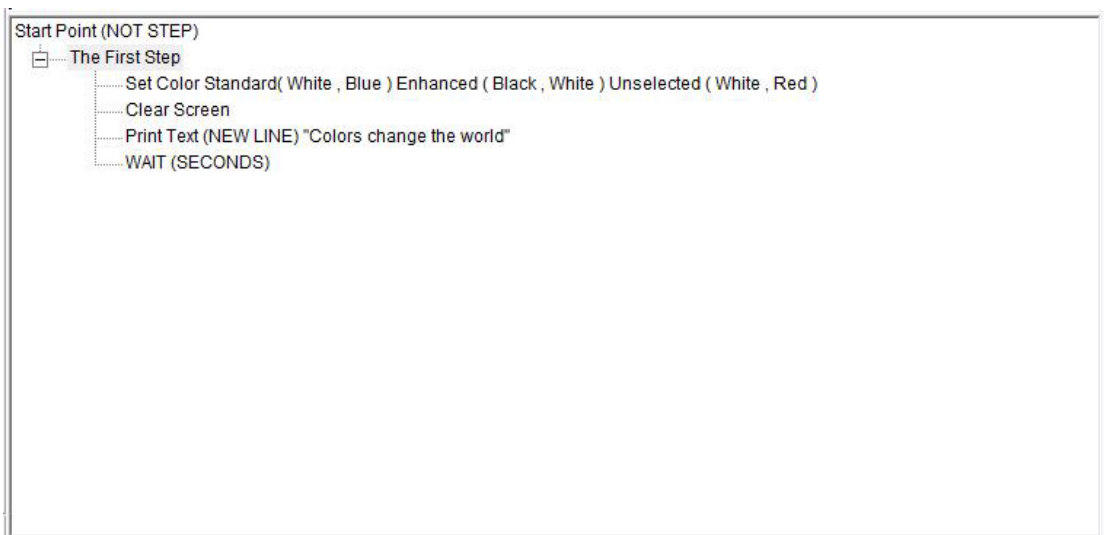 Start Point (NOT STEP)
The First Step
Set Color Standard( White , Blue ) Enhanced ( Black , White ) Unselected ( White , Red )
Clear Screen
Print Text (NEW LINE) "Colors change the world"
WAIT (SECONDS)